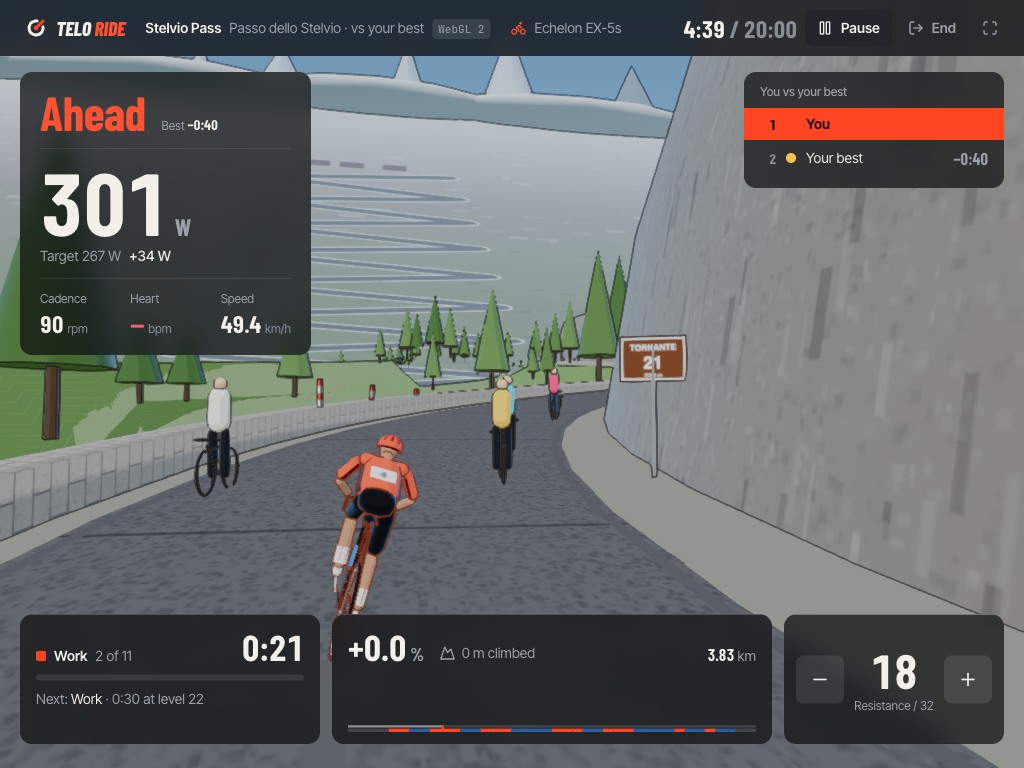 TELO RIDE
Stelvio Pass Passo dello Stelvio · vs your best WebGL 2 Echelon EX-5s 4:39 / 20:00 Pause End
Ahead Best −0:40
301 W
Target 267 W +34 W
Cadence Heart Speed
90 rpm – bpm 49.4 km/h
You vs your best
1 You
2 Your best −0:40
TORNANTE
21
Work 2 of 11 0:21
Next: Work · 0:30 at level 22
+0.0 % 0 m climbed 3.83 km
− 18 +
Resistance / 32